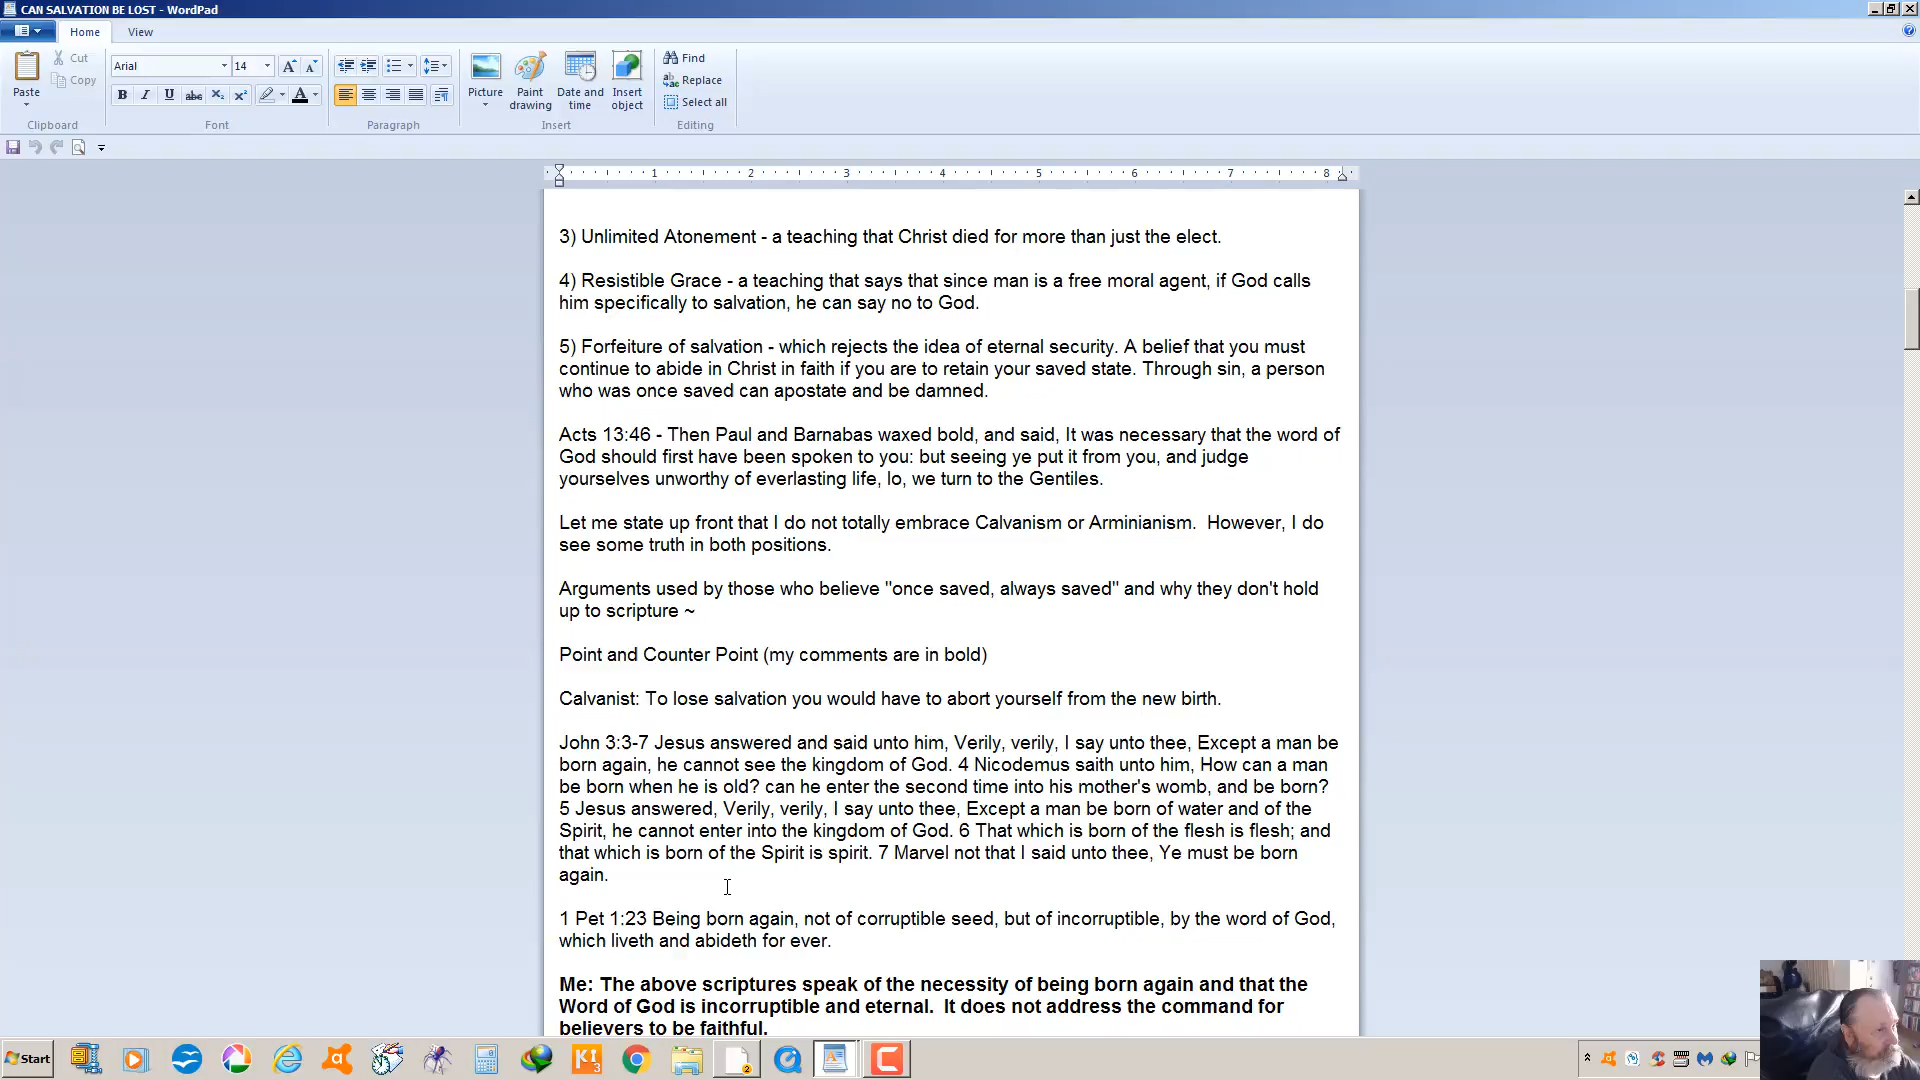 CAN SALVATION BE LOST - WordPad
Home
View
Cut
Copy
Paste
Arial
14
Find
Replace
Select all
Picture
Paint drawing
Date and time
Insert object
Clipboard
Font
Paragraph
Insert
Editing
1 2 3 4 5 6 7 8
3) Unlimited Atonement - a teaching that Christ died for more than just the elect.
4) Resistible Grace - a teaching that says that since man is a free moral agent, if God calls
him specifically to salvation, he can say no to God.
5) Forfeiture of salvation - which rejects the idea of eternal security. A belief that you must
continue to abide in Christ in faith if you are to retain your saved state. Through sin, a person
who was once saved can apostate and be damned.
Acts 13:46 - Then Paul and Barnabas waxed bold, and said, It was necessary that the word of
God should first have been spoken to you: but seeing ye put it from you, and judge
yourselves unworthy of everlasting life, lo, we turn to the Gentiles.
Let me state up front that I do not totally embrace Calvanism or Arminianism.  However, I do
see some truth in both positions.
Arguments used by those who believe "once saved, always saved" and why they don't hold
up to scripture ~
Point and Counter Point (my comments are in bold)
Calvanist: To lose salvation you would have to abort yourself from the new birth.
John 3:3-7 Jesus answered and said unto him, Verily, verily, I say unto thee, Except a man be
born again, he cannot see the kingdom of God. 4 Nicodemus saith unto him, How can a man
be born when he is old? can he enter the second time into his mother's womb, and be born?
5 Jesus answered, Verily, verily, I say unto thee, Except a man be born of water and of the
Spirit, he cannot enter into the kingdom of God. 6 That which is born of the flesh is flesh; and
that which is born of the Spirit is spirit. 7 Marvel not that I said unto thee, Ye must be born
again.
1 Pet 1:23 Being born again, not of corruptible seed, but of incorruptible, by the word of God,
which liveth and abideth for ever.
Me: The above scriptures speak of the necessity of being born again and that the
Word of God is incorruptible and eternal.  It does not address the command for
believers to be faithful.
Start